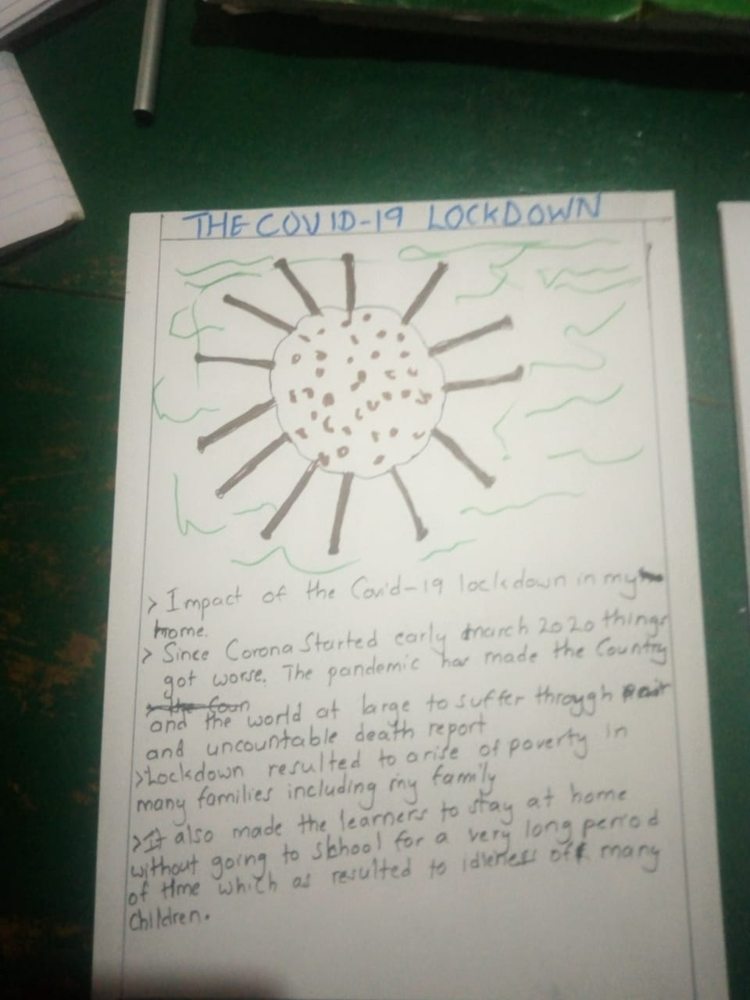 THE COVID-19 LOCKDOWN
> Impact of the Covid-19 lockdown in my
home.
> Since Corona Started early march 2020 things
got worse. The pandemic has made the Country
and the world at large to suffer through pain
and uncountable death report
>Lockdown resulted to a rise of poverty in
many families including my family
>It also made the learners to stay at home
without going to school for a very long period
of time which as resulted to idleness off many
Children.